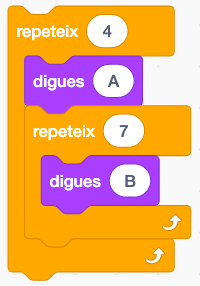 repeteix 4
digues A
repeteix 7
digues B